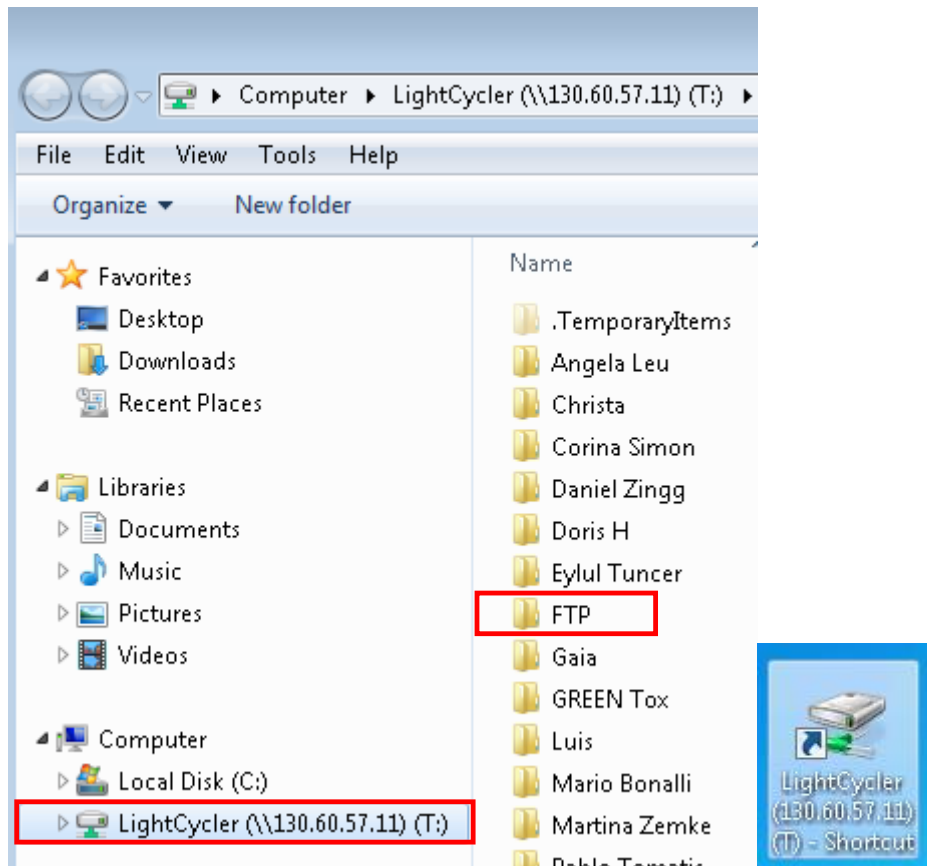 Computer ▸ LightCycler (\\130.60.57.11) (T:) ▸
File Edit View Tools Help
Organize ▼ New folder
Favorites
Desktop
Downloads
Recent Places
Libraries
Documents
Music
Pictures
Videos
Computer
Local Disk (C:)
LightCycler (\\130.60.57.11) (T:)
Name
.TemporaryItems
Angela Leu
Christa
Corina Simon
Daniel Zingg
Doris H
Eylul Tuncer
FTP
Gaia
GREEN Tox
Luis
Mario Bonalli
Martina Zemke
LightCycler
(130.60.57.11)
(T) - Shortcut